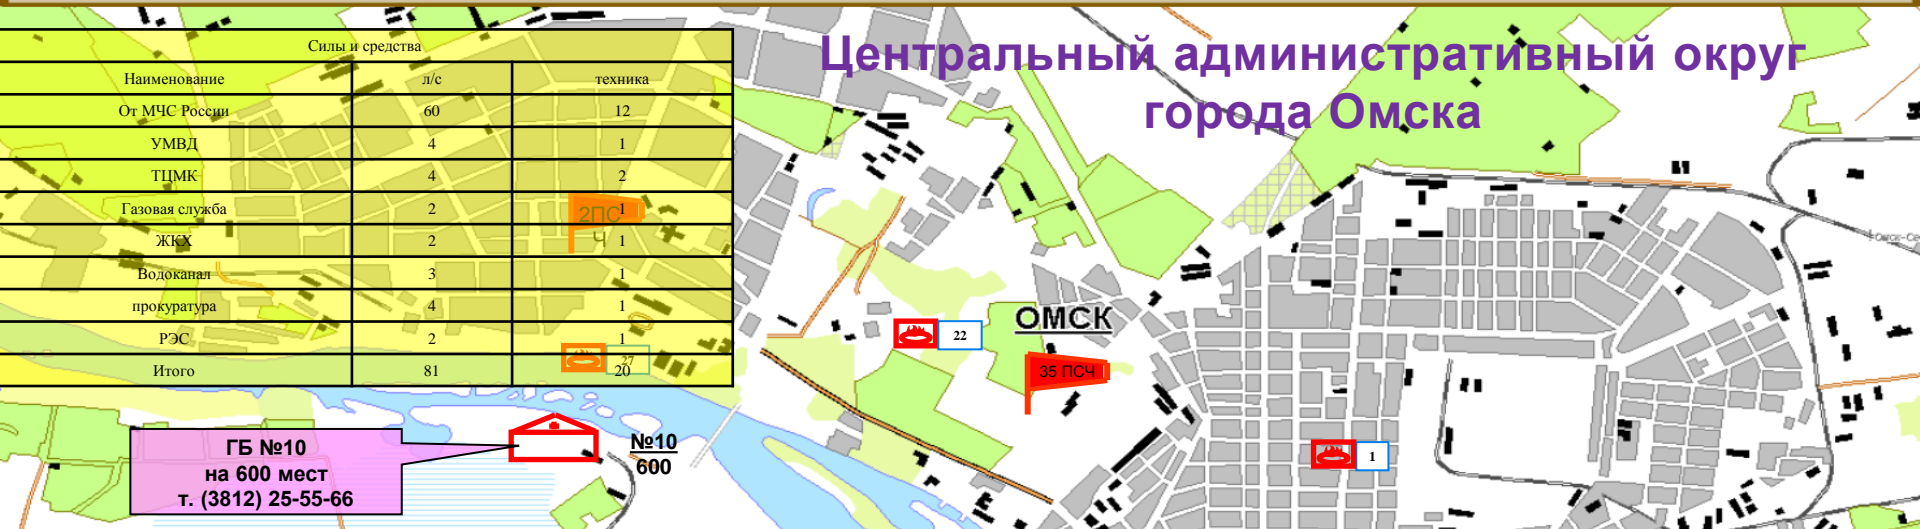 Центральный административный округ
города Омска
Силы и средства
Наименование л/с техника
От МЧС России 60 12
УМВД 4 1
ТЦМК 4 2
Газовая служба 2 1
ЖКХ 2 1
Водоканал 3 1
прокуратура 4 1
РЭС 2 1
Итого 81 20
2ПС
Ч
27
22
ОМСК
35 ПСЧ
1
ГБ №10
на 600 мест
т. (3812) 25-55-66
№10
600